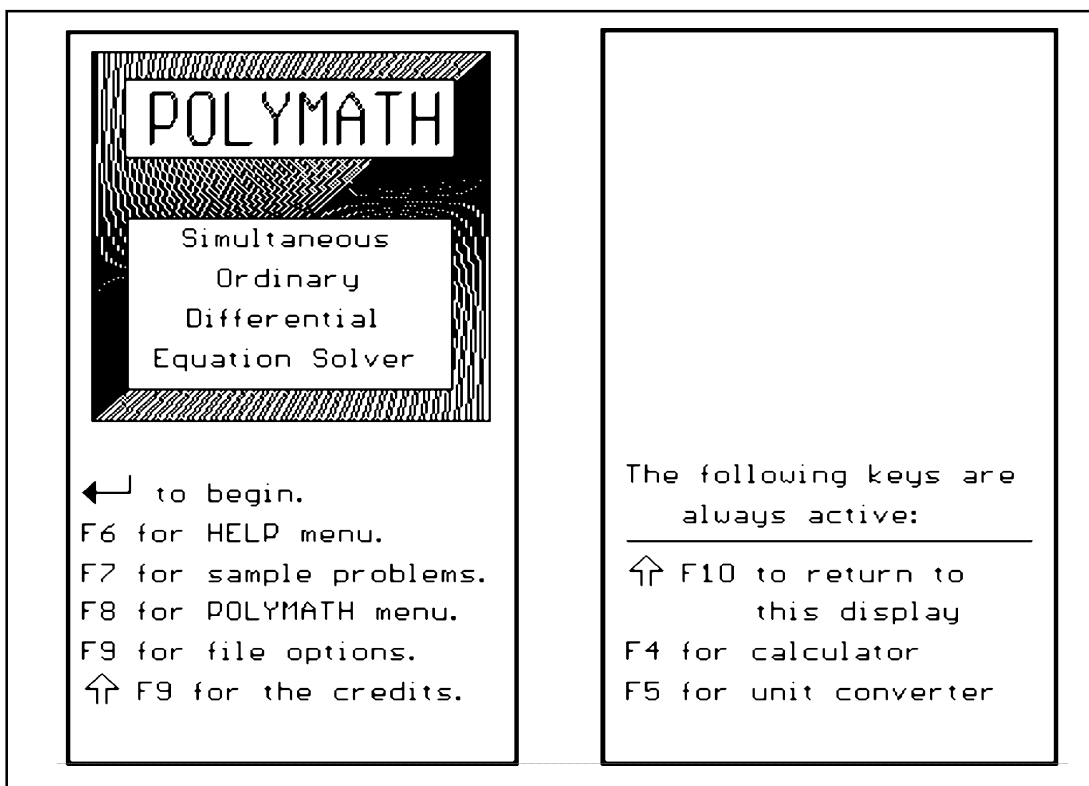 POLYMATH
Simultaneous
Ordinary
Differential
Equation Solver
to begin.
F6 for HELP menu.
F7 for sample problems.
F8 for POLYMATH menu.
F9 for file options.
⇧ F9 for the credits.
The following keys are
always active:
⇧ F10 to return to
this display
F4 for calculator
F5 for unit converter